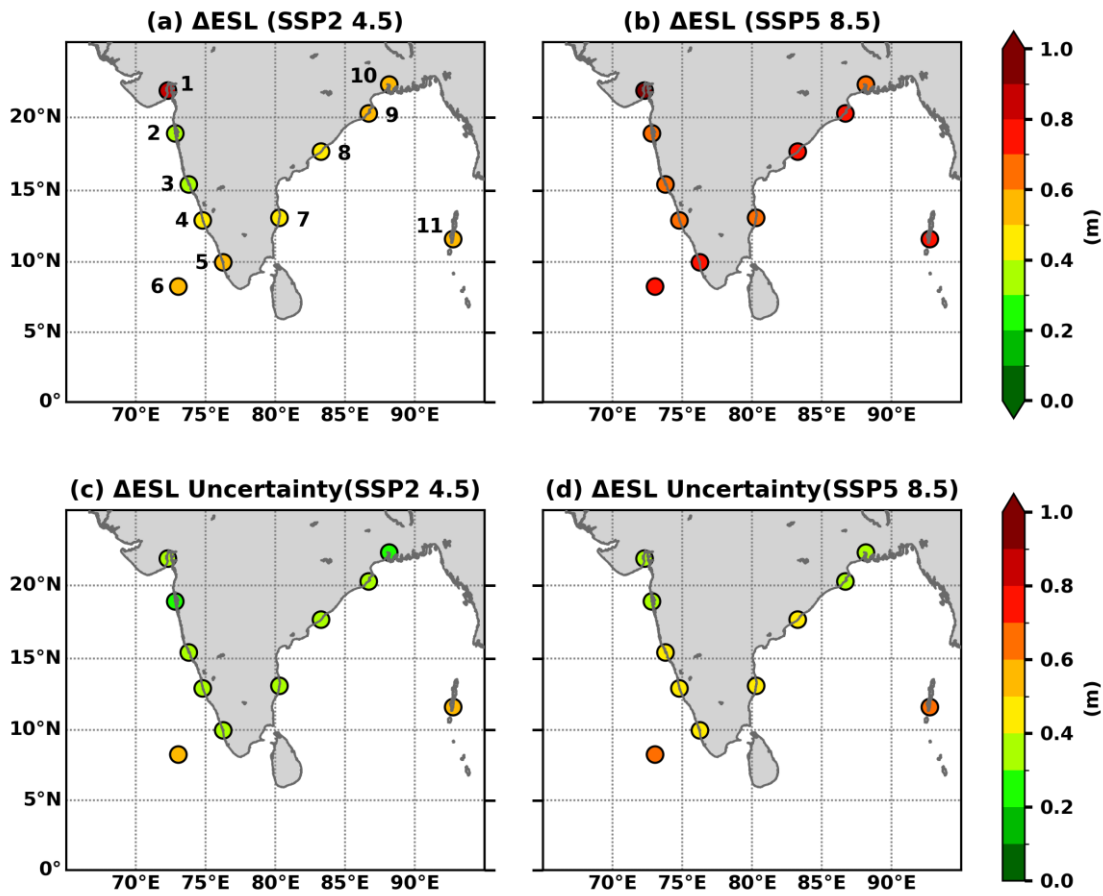 (a) ΔESL (SSP2 4.5)
(b) ΔESL (SSP5 8.5)
1
2
3
4
5
6
7
8
9
10
11
20°N
15°N
10°N
5°N
0°
70°E 75°E 80°E 85°E 90°E
70°E 75°E 80°E 85°E 90°E
1.0
0.8
0.6
0.4
0.2
0.0
(m)
(c) ΔESL Uncertainty(SSP2 4.5)
(d) ΔESL Uncertainty(SSP5 8.5)
20°N
15°N
10°N
5°N
0°
70°E 75°E 80°E 85°E 90°E
70°E 75°E 80°E 85°E 90°E
1.0
0.8
0.6
0.4
0.2
0.0
(m)